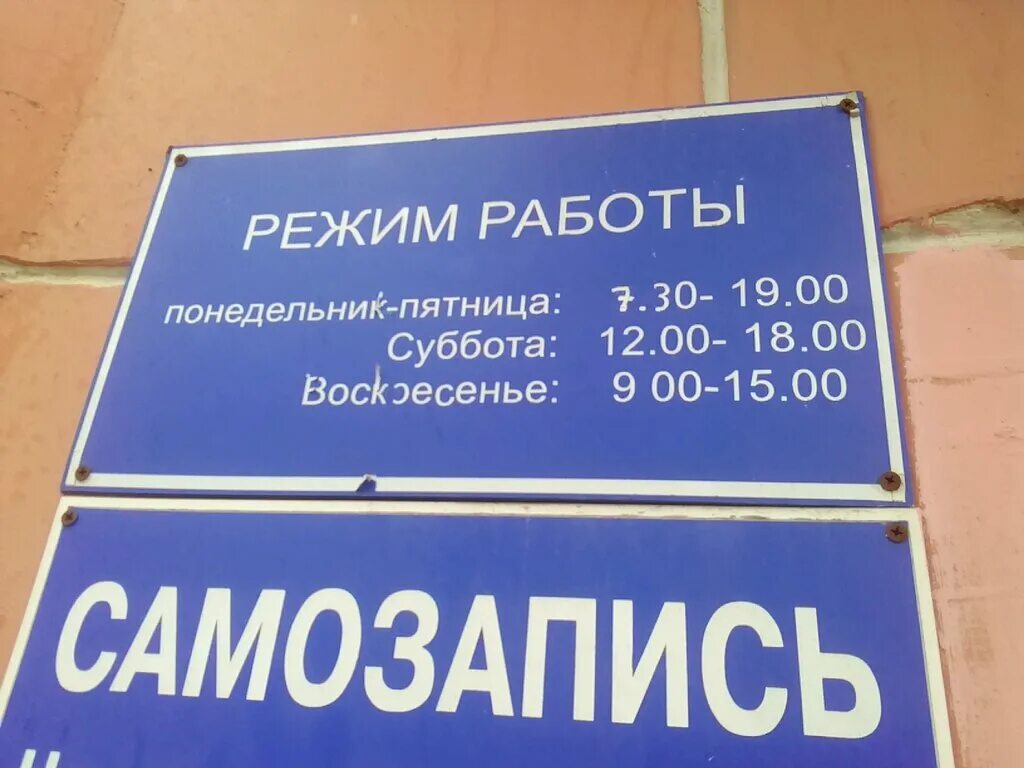 РЕЖИМ РАБОТЫ
понедельник-пятница: 7.30- 19.00
Суббота: 12.00- 18.00
Воскресенье: 9 00-15.00
САМОЗАПИСЬ